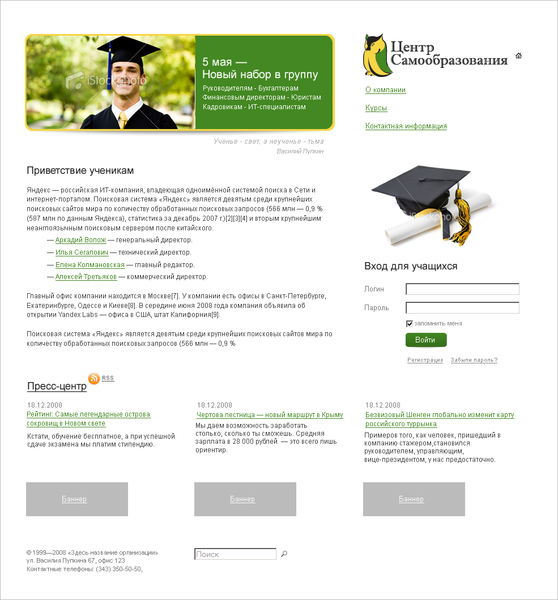 5 мая —
Новый набор в группу
Руководителям - Бухгалтерам
Финансовым директорам - Юристам
Кадровикам - ИТ-специалистам
iStockphoto
Центр
Самообразования
О компании
Курсы
Контактная информация
Ученье - свет, а неученье - тьма
Василий Пупкин
Приветствие ученикам
Яндекс — российская ИТ-компания, владеющая одноимённой системой поиска в Сети и
интернет-порталом. Поисковая система «Яндекс» является девятым среди крупнейших
поисковых сайтов мира по количеству обработанных поисковых запросов (566 млн — 0,9 %
(587 млн по данным Яндекса), статистика за декабрь 2007 г)[2][3][4] и вторым крупнейшим
неанглоязычным поисковым сервером после китайского.
— Аркадий Волож — генеральный директор.
— Илья Сегалович — технический директор.
— Елена Колмановская — главный редактор.
— Алексей Третьяков — коммерческий директор.
Главный офис компании находится в Москве[7]. У компании есть офисы в Санкт-Петербурге,
Екатеринбурге, Одессе и Киеве[8]. В середине июня 2008 года компания объявила об
открытии Yandex Labs — офиса в США, штат Калифорния[9].
Поисковая система «Яндекс» является девятым среди крупнейших поисковых сайтов мира по
количеству обработанных поисковых запросов (566 млн — 0,9 %
Вход для учащихся
Логин
Пароль
запомнить меня
Войти
Регистрация Забыли пароль?
Пресс-центр
RSS
18.12.2008
Рейтинг: Самые легендарные острова
сокровищ в Новом свете
Кстати, обучение бесплатное, а при успешной
сдаче экзамена мы платим стипендию.
18.12.2008
Чертова лестница — новый маршрут в Крыму
Мы даем возможность заработать
столько, сколько ты сможешь. Средняя
зарплата в 28 000 рублей — это всего лишь
ориентир.
18.12.2008
Безвизовый Шенген глобально изменит карту
российского туррынка
Примеров того, как человек, пришедший в
компанию стажером,становился
руководителем, управляющим,
вице-президентом, у нас предостаточно.
Баннер
Баннер
Баннер
© 1999—2008 «Здесь название организации»
ул. Василия Пупкина 67, офис 123
Контактные телефоны: (343) 350-50-50,
Поиск